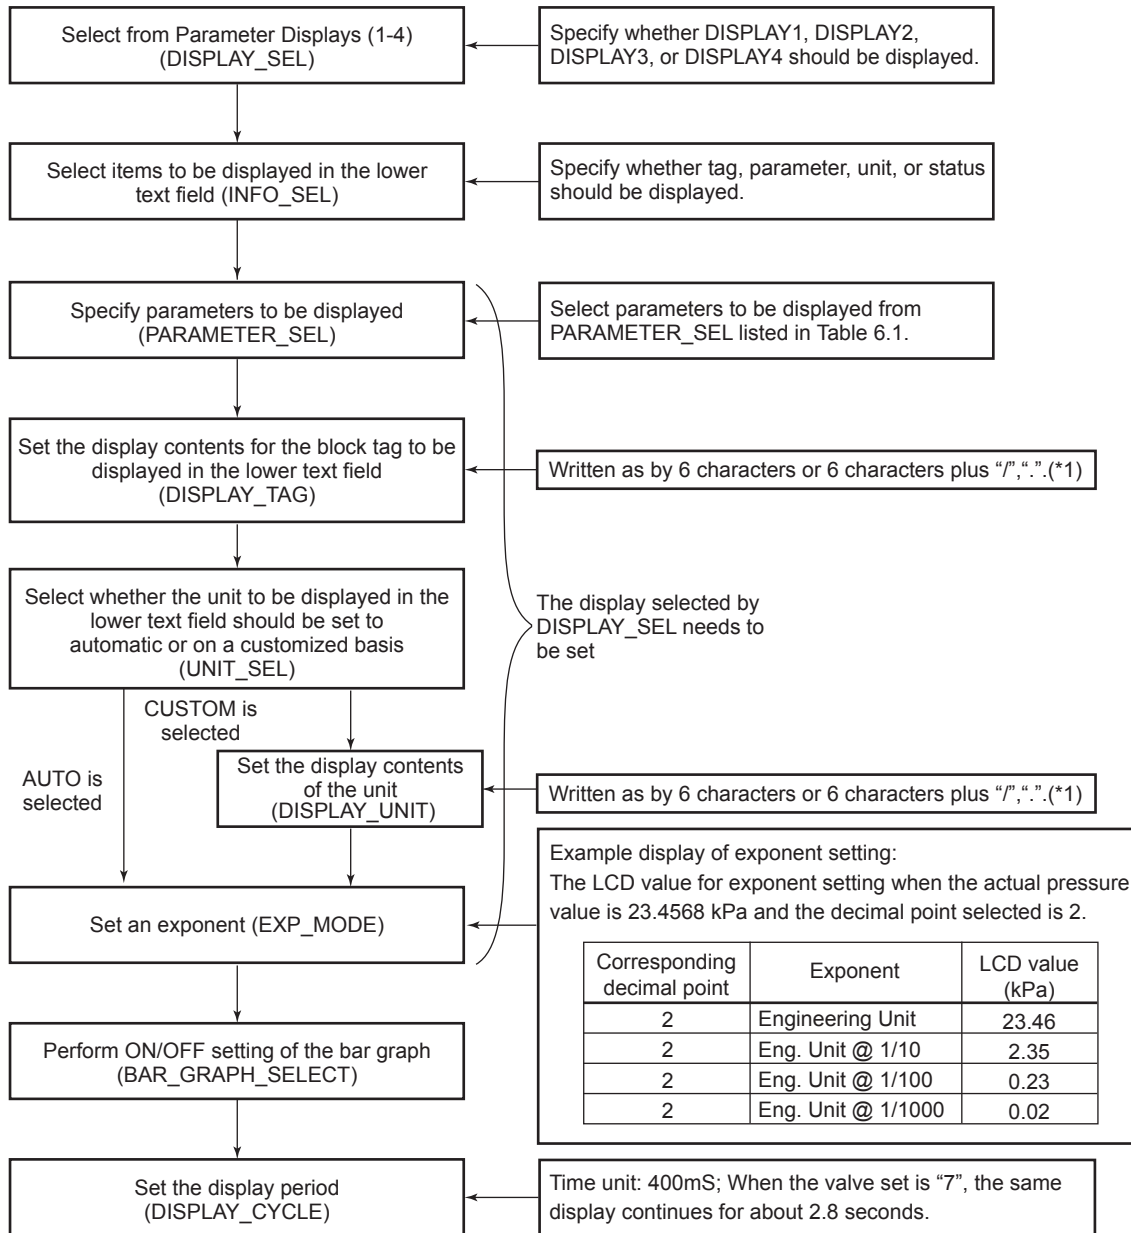 Select from Parameter Displays (1-4)
(DISPLAY_SEL)
Specify whether DISPLAY1, DISPLAY2,
DISPLAY3, or DISPLAY4 should be displayed.
Select items to be displayed in the lower
text field (INFO_SEL)
Specify whether tag, parameter, unit, or status
should be displayed.
Specify parameters to be displayed
(PARAMETER_SEL)
Select parameters to be displayed from
PARAMETER_SEL listed in Table 6.1.
Set the display contents for the block tag to be
displayed in the lower text field
(DISPLAY_TAG)
Written as by 6 characters or 6 characters plus “/”,“.”.(*1)
Select whether the unit to be displayed in the
lower text field should be set to
automatic or on a customized basis
(UNIT_SEL)
The display selected by
DISPLAY_SEL needs to
be set
CUSTOM is
selected
AUTO is
selected
Set the display contents
of the unit
(DISPLAY_UNIT)
Written as by 6 characters or 6 characters plus “/”,“.”.(*1)
Set an exponent (EXP_MODE)
Example display of exponent setting:
The LCD value for exponent setting when the actual pressure
value is 23.4568 kPa and the decimal point selected is 2.
Corresponding
decimal point
Exponent
LCD value
(kPa)
2 Engineering Unit 23.46
2 Eng. Unit @ 1/10 2.35
2 Eng. Unit @ 1/100 0.23
2 Eng. Unit @ 1/1000 0.02
Perform ON/OFF setting of the bar graph
(BAR_GRAPH_SELECT)
Set the display period
(DISPLAY_CYCLE)
Time unit: 400mS; When the valve set is “7”, the same
display continues for about 2.8 seconds.